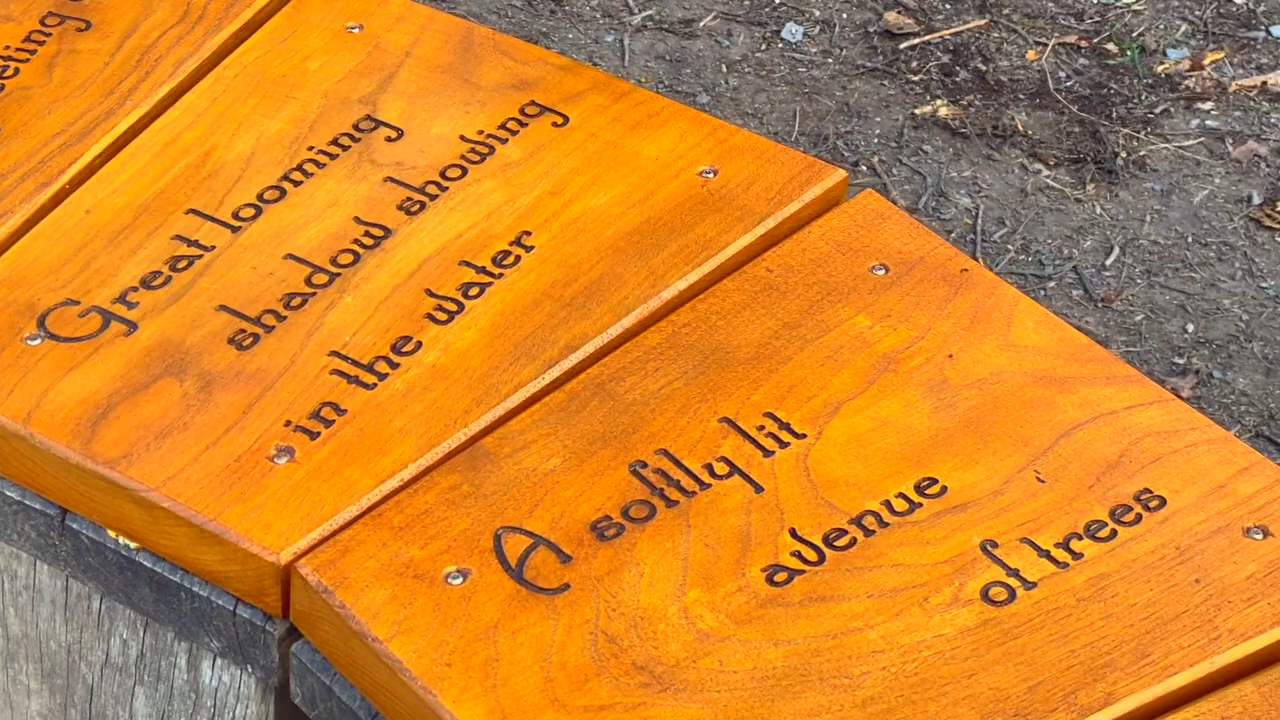 Great looming
shadow showing
in the water
A softly lit
avenue
of trees